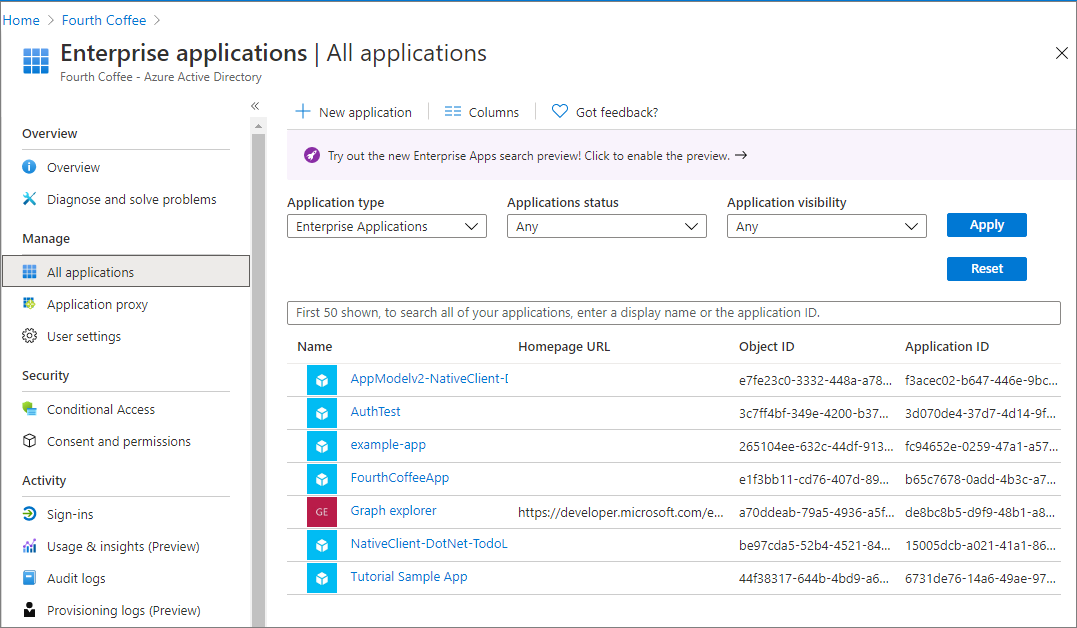 Home > Fourth Coffee >
Enterprise applications | All applications
Fourth Coffee - Azure Active Directory
Overview
Overview
Diagnose and solve problems
Manage
All applications
Application proxy
User settings
Security
Conditional Access
Consent and permissions
Activity
Sign-ins
Usage & insights (Preview)
Audit logs
Provisioning logs (Preview)
New application Columns Got feedback?
Try out the new Enterprise Apps search preview! Click to enable the preview. →
Application type Applications status Application visibility
Enterprise Applications Any Any Apply
Reset
First 50 shown, to search all of your applications, enter a display name or the application ID.
Name Homepage URL Object ID Application ID
AppModelv2-NativeClient-D e7fe23c0-3332-448a-a78... f3acec02-b647-446e-9bc...
AuthTest 3c7ff4bf-349e-4200-b37... 3d070de4-37d7-4d14-9f...
example-app 265104ee-632c-44df-913... fc94652e-0259-47a1-a57...
FourthCoffeeApp e1f3bb11-cd76-407d-89... b65c7678-0add-4b3c-a7...
GE Graph explorer https://developer.microsoft.com/e... a70ddeab-79a5-4936-a5f... de8bc8b5-d9f9-48b1-a8...
NativeClient-DotNet-TodoL be97cda5-52b4-4521-84... 15005dcb-a021-41a1-86...
Tutorial Sample App 44f38317-644b-4bd9-a6... 6731de76-14a6-49ae-97...